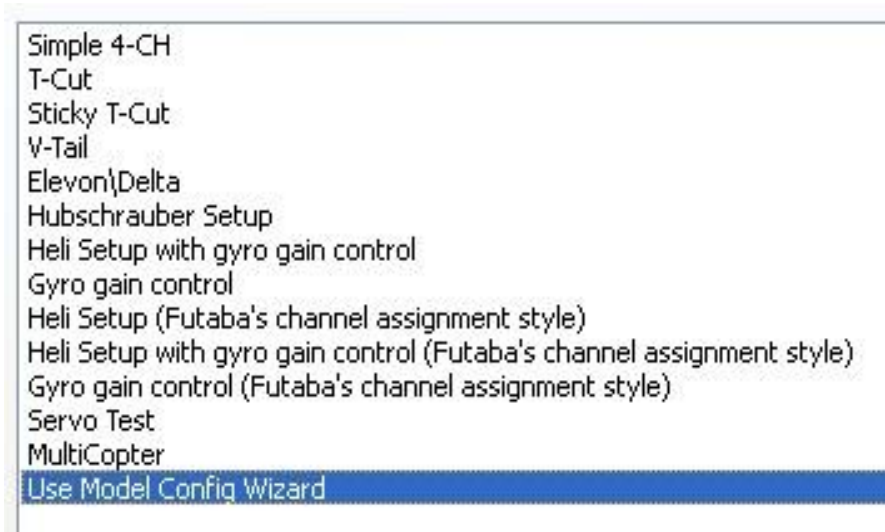 Simple 4-CH
T-Cut
Sticky T-Cut
V-Tail
Elevon\Delta
Hubschrauber Setup
Heli Setup with gyro gain control
Gyro gain control
Heli Setup (Futaba's channel assignment style)
Heli Setup with gyro gain control (Futaba's channel assignment style)
Gyro gain control (Futaba's channel assignment style)
Servo Test
MultiCopter
Use Model Config Wizard